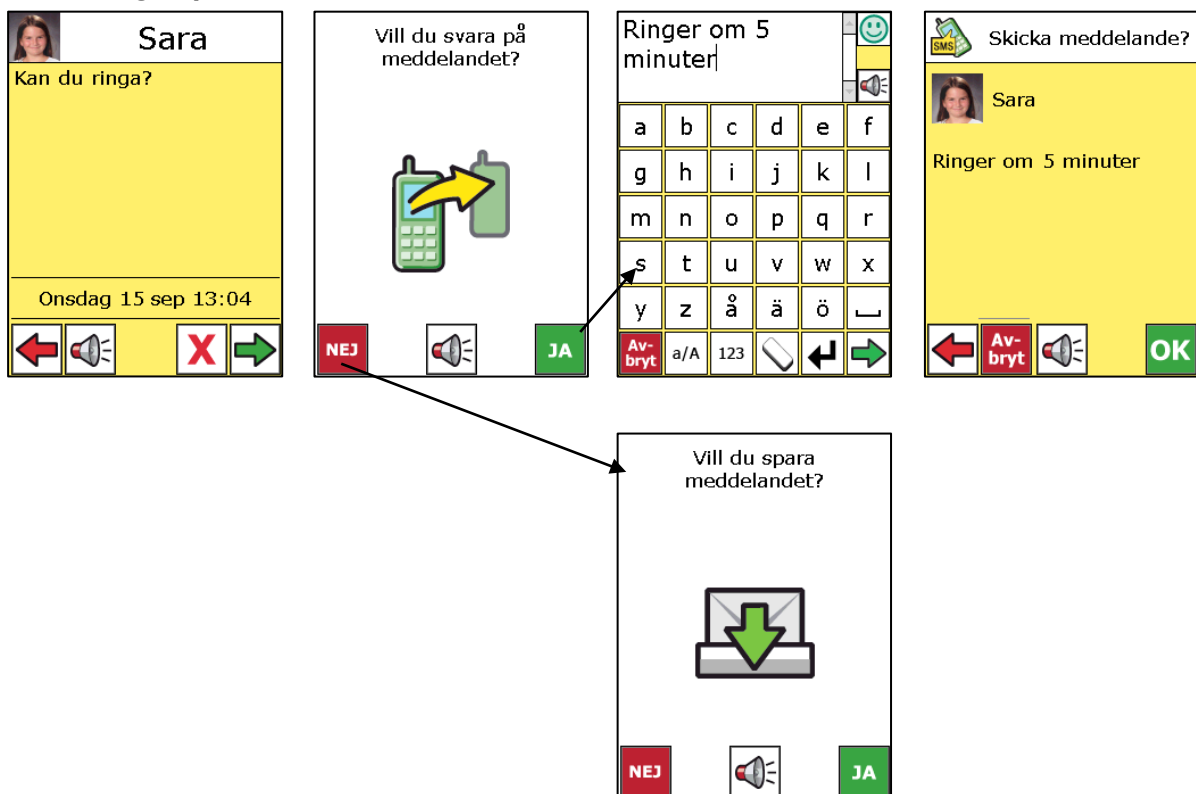 Sara
Kan du ringa?
Onsdag 15 sep 13:04
X
Vill du svara på
meddelandet?
NEJ
JA
Ringer om 5
minuter
a b c d e f
g h i j k l
m n o p q r
s t u v w x
y z å ä ö
Av-
bryt
a/A
123
SMS
Skicka meddelande?
Sara
Ringer om 5 minuter
Av-
bryt
OK
Vill du spara
meddelandet?
NEJ
JA